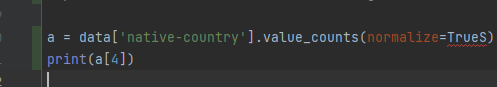 a = data['native-country'].value_counts(normalize=TrueS)
print(a[4])